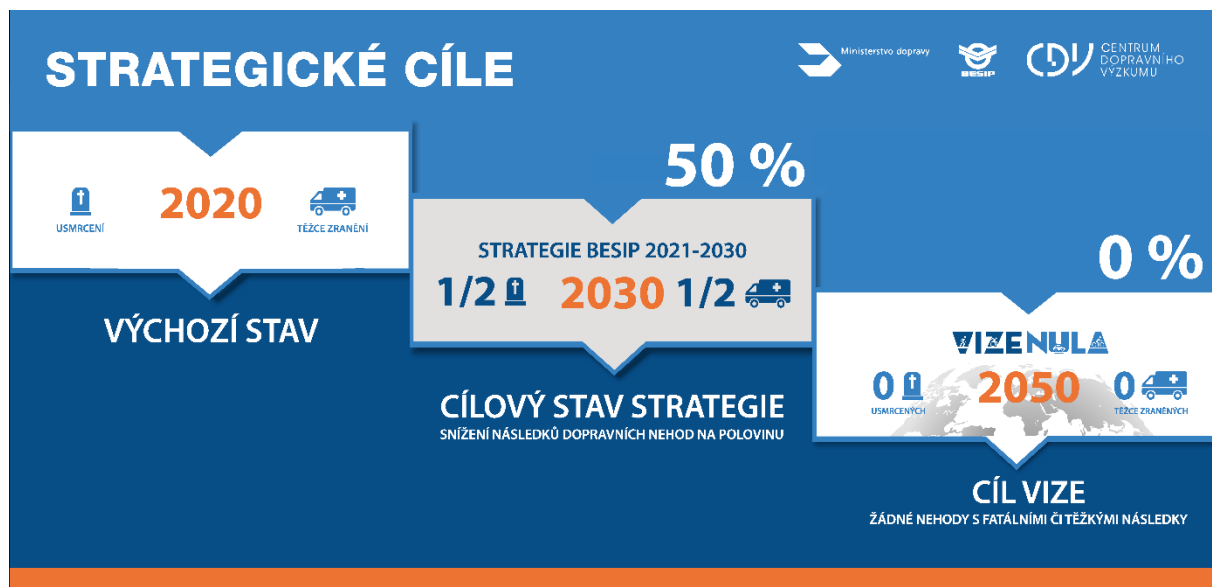 STRATEGICKÉ CÍLE
Ministerstvo dopravy
BESIP
CDV
CENTRUM
DOPRAVNÍHO
VÝZKUMU
2020
USMRCENÍ
TĚŽCE ZRANĚNÍ
VÝCHOZÍ STAV
50 %
STRATEGIE BESIP 2021-2030
1/2 2030 1/2
CÍLOVÝ STAV STRATEGIE
SNÍŽENÍ NÁSLEDKŮ DOPRAVNÍCH NEHOD NA POLOVINU
0 %
VIZE NULA
0 2050 0
USMRCENÝCH
TĚŽCE ZRANĚNÝCH
CÍL VIZE
ŽÁDNÉ NEHODY S FATÁLNÍMI ČI TĚŽKÝMI NÁSLEDKY